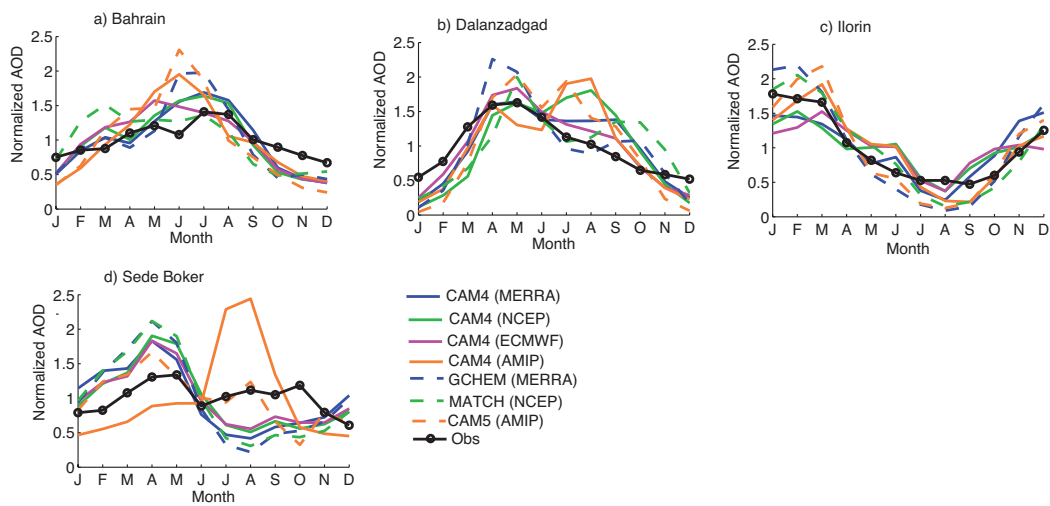 a) Bahrain
Normalized AOD
2.5
2
1.5
1
0.5
0
J F M A M J J A S O N D
Month
b) Dalanzadgad
Normalized AOD
2.5
2
1.5
1
0.5
0
J F M A M J J A S O N D
Month
c) Ilorin
Normalized AOD
2.5
2
1.5
1
0.5
0
J F M A M J J A S O N D
Month
d) Sede Boker
Normalized AOD
2.5
2
1.5
1
0.5
0
J F M A M J J A S O N D
Month
CAM4 (MERRA)
CAM4 (NCEP)
CAM4 (ECMWF)
CAM4 (AMIP)
GCHEM (MERRA)
MATCH (NCEP)
CAM5 (AMIP)
Obs